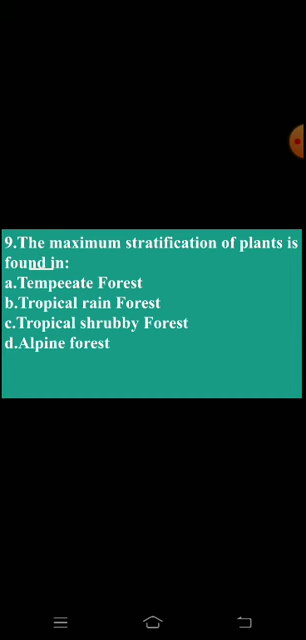 9.The maximum stratification of plants is
found in:
a.Tempeeate Forest
b.Tropical rain Forest
c.Tropical shrubby Forest
d.Alpine forest